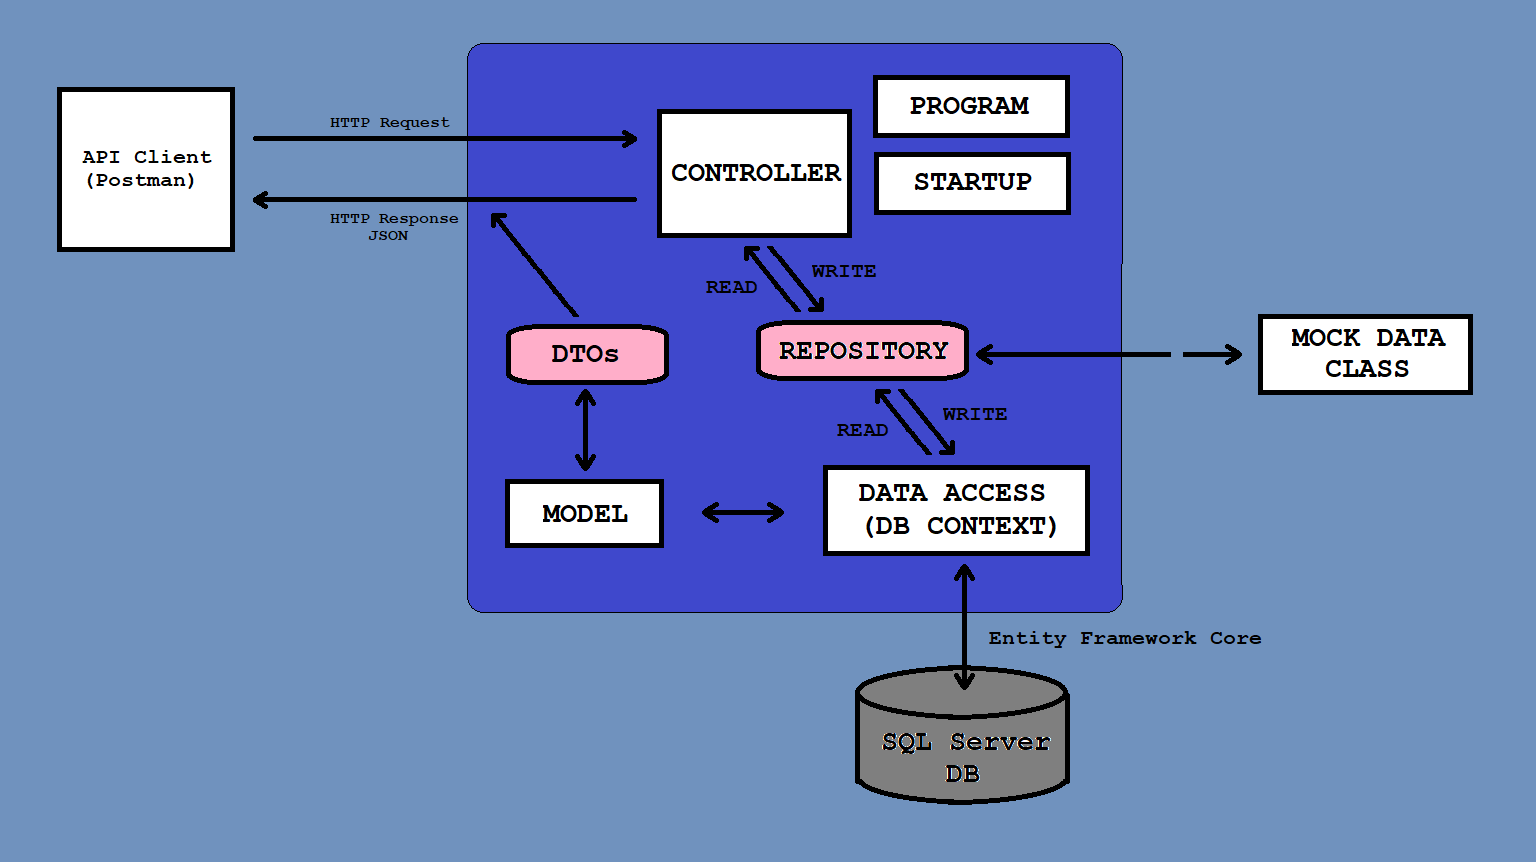 API Client
(Postman)
HTTP Request
HTTP Response
JSON
CONTROLLER
PROGRAM
STARTUP
READ
WRITE
DTOs
REPOSITORY
MOCK DATA
CLASS
READ
WRITE
MODEL
DATA ACCESS
(DB CONTEXT)
Entity Framework Core
SQL Server
DB